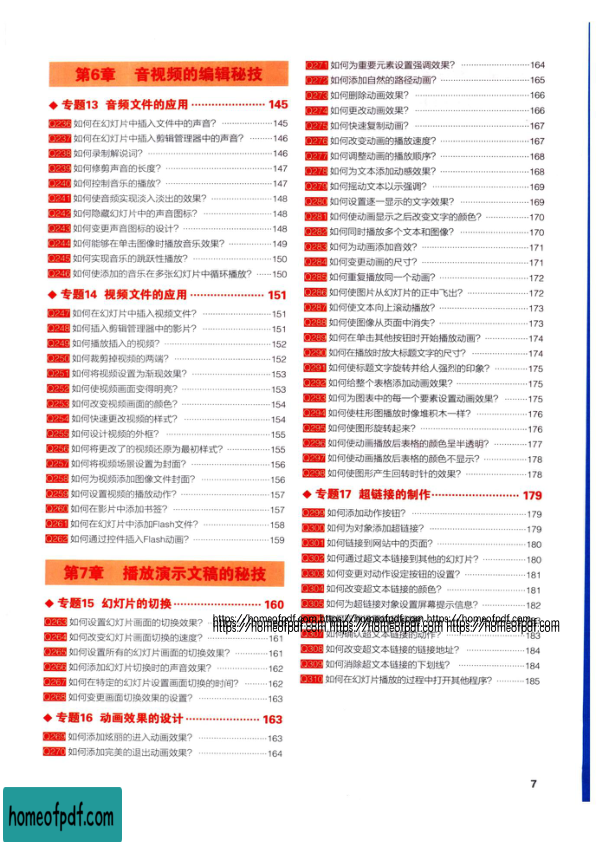 第6章 音视频的编辑秘技
◆ 专题13 音频文件的应用 145
Q236 如何在幻灯片中插入文件中的声音? 145
Q237 如何在幻灯片中插入剪辑管理器中的声音? 146
Q238 如何录制解说词? 146
Q239 如何修剪声音的长度? 147
Q240 如何控制音乐的播放? 147
Q241 如何使音频实现淡入淡出的效果? 148
Q242 如何隐藏幻灯片中的声音图标? 148
Q243 如何变更声音图标的设计? 148
Q244 如何能够在单击图像时播放音乐效果? 149
Q245 如何实现音乐的跳跃性播放? 150
Q246 如何使添加的音乐在多张幻灯片中循环播放? 150
◆ 专题14 视频文件的应用 151
Q247 如何在幻灯片中插入视频文件? 151
Q248 如何插入剪辑管理器中的影片? 151
Q249 如何播放插入的视频? 152
Q250 如何裁剪掉视频的两端? 152
Q251 如何将视频设置为渐现效果? 153
Q252 如何使视频画面变得明亮? 153
Q253 如何改变视频画面的颜色? 154
Q254 如何快速更改视频的样式? 154
Q255 如何设计视频的外框? 155
Q256 如何将更改了的视频还原为最初样式? 155
Q257 如何将视频场景设置为封面? 156
Q258 如何为视频添加图像文件封面? 156
Q259 如何设置视频的播放动作? 157
Q260 如何在影片中添加书签? 157
Q261 如何在幻灯片中添加Flash文件? 158
Q262 如何通过控件插入Flash动画? 159
第7章 播放演示文稿的秘技
◆ 专题15 幻灯片的切换 160
Q263 如何设置幻灯片画面的切换效果?
Q264 如何改变幻灯片画面切换的速度? 161
Q265 如何设置所有的幻灯片画面的切换效果? 161
Q266 如何添加幻灯片切换时的声音效果? 162
Q267 如何在特定的幻灯片设置画面切换的时间? 162
Q268 如何变更画面切换效果的设置? 163
◆ 专题16 动画效果的设计 163
Q269 如何添加炫丽的进入动画效果? 163
Q270 如何添加完美的退出动画效果? 164
Q271 如何为重要元素设置强调效果? 164
Q272 如何添加自然的路径动画? 165
Q273 如何删除动画效果? 166
Q274 如何更改动画效果? 166
Q275 如何快速复制动画? 167
Q276 如何改变动画的播放速度? 167
Q277 如何调整动画的播放顺序? 168
Q278 如何为文本添加动感效果? 168
Q279 如何摇动文本以示强调? 169
Q280 如何设置逐一显示的文字效果? 169
Q281 如何使动画显示之后改变文字的颜色? 170
Q282 如何同时播放多个文本和图像? 170
Q283 如何为动画添加音效? 171
Q284 如何变更动画的尺寸? 171
Q285 如何重复播放同一个动画? 172
Q286 如何使图片从幻灯片的正中飞出? 172
Q287 如何使文本向上滚动播放? 173
Q288 如何使图像从页面中消失? 173
Q289 如何在单击其他按钮时开始播放动画? 174
Q290 如何在播放时放大标题文字的尺寸? 174
Q291 如何使标题文字旋转并给人强烈的印象? 175
Q292 如何给整个表格添加动画效果? 175
Q293 如何为图表中的每一个要素设置动画效果? 175
Q294 如何使柱形图播放时像堆积木一样? 176
Q295 如何使图形旋转起来? 176
Q296 如何使动画播放后表格的颜色呈半透明? 177
Q297 如何使动画播放后表格的颜色不显示? 178
Q298 如何使图形产生回转时针的效果? 178
◆ 专题17 超链接的制作 179
Q299 如何添加动作按钮? 179
Q300 如何为对象添加超链接? 179
Q301 如何链接到网站中的页面? 180
Q302 如何通过超文本链接到其他的幻灯片? 180
Q303 如何变更对动作设定按钮的设置? 181
Q304 如何改变超文本链接的颜色? 181
Q305 如何为超链接对象设置屏幕提示信息? 182
https://homeofpdf.com https://homeofpdf.com https://homeofpdf.com
https://homeofpdf.com https://homeofpdf.com https://homeofpdf.com
Q307 如何确认超文本链接的动作? 183
Q308 如何改变超文本链接的链接地址? 184
Q309 如何消除超文本链接的下划线? 184
Q310 如何在幻灯片播放的过程中打开其他程序? 185
7
homeofpdf.com